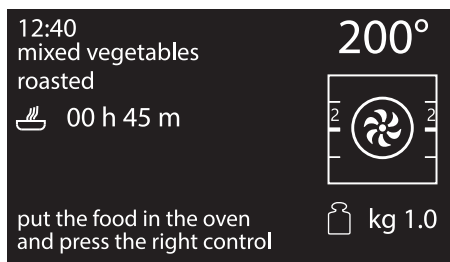 12:40
200°
mixed vegetables
roasted
00 h 45 m
2 2
put the food in the oven
kg 1.0
and press the right control